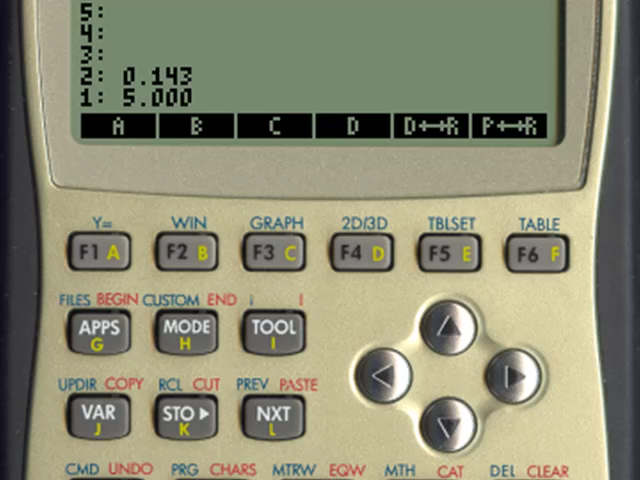 5:
4:
3:
2: 0.143
1: 5.000
A B C D D↔R P↔R
Y= WIN GRAPH 2D/3D TBLSET TABLE
F1 A F2 B F3 C F4 D F5 E F6 F
FILES BEGIN CUSTOM END i I
APPS MODE TOOL
G H I
UPDIR COPY RCL CUT PREV PASTE
VAR STO▶ NXT
J K L
CMD UNDO PRG CHARS MTRW EQW MTH CAT DEL CLEAR